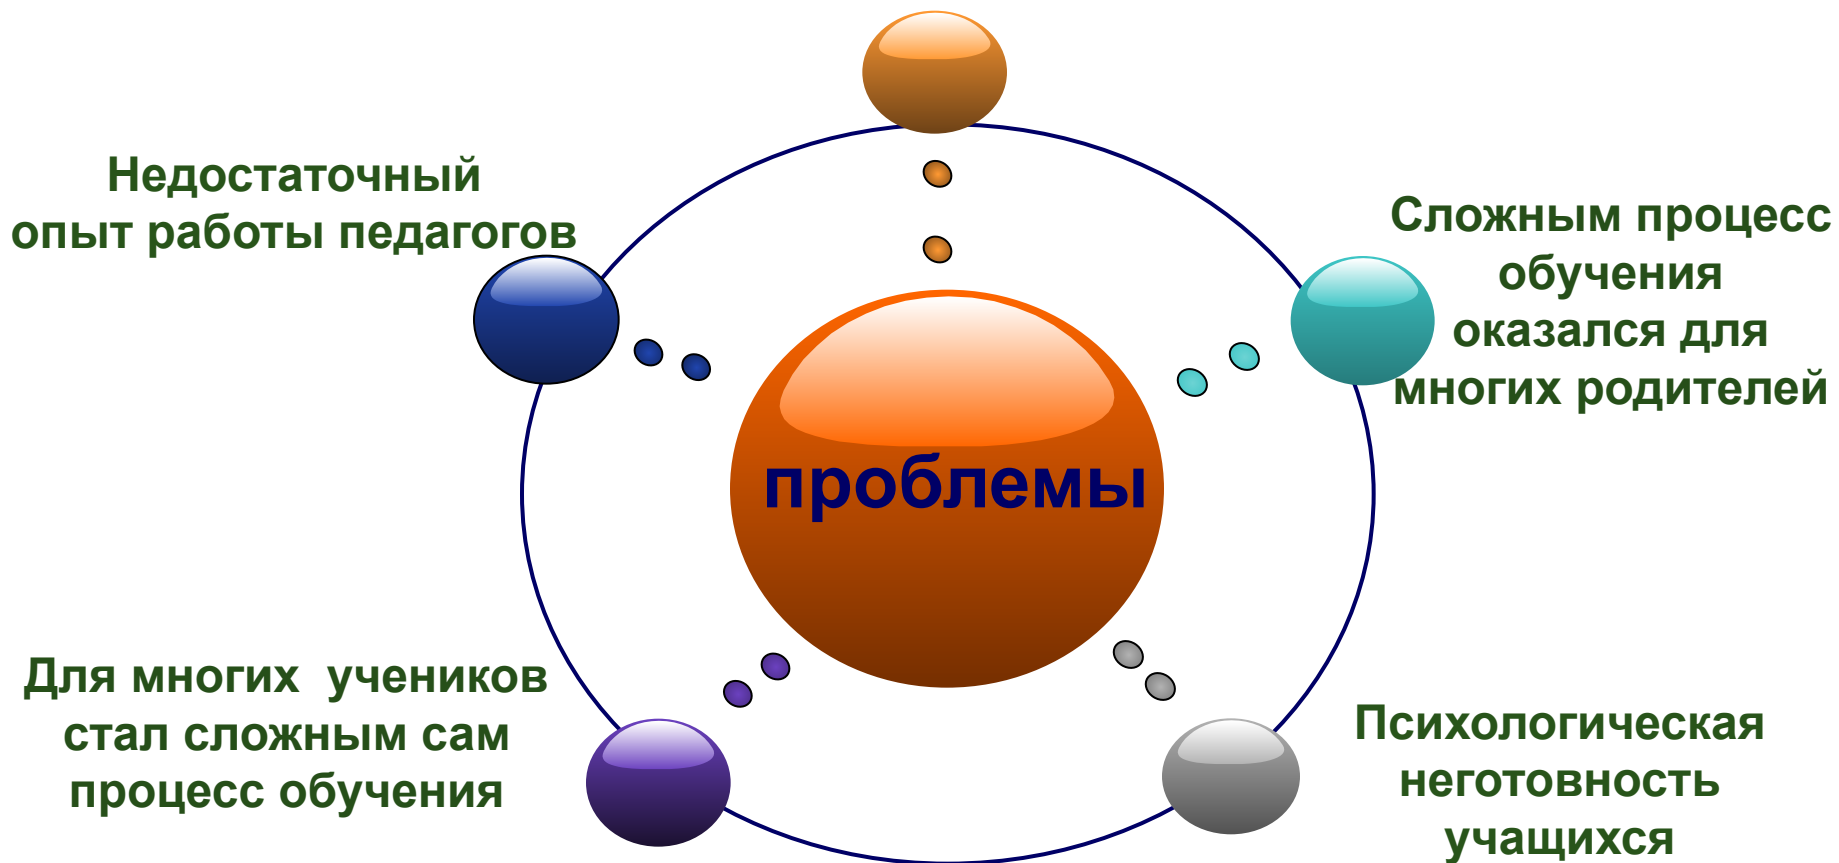 Недостаточный
опыт работы педагогов
Сложным процесс
обучения
оказался для
многих родителей
проблемы
Для многих  учеников
стал сложным сам
процесс обучения
Психологическая
неготовность
учащихся